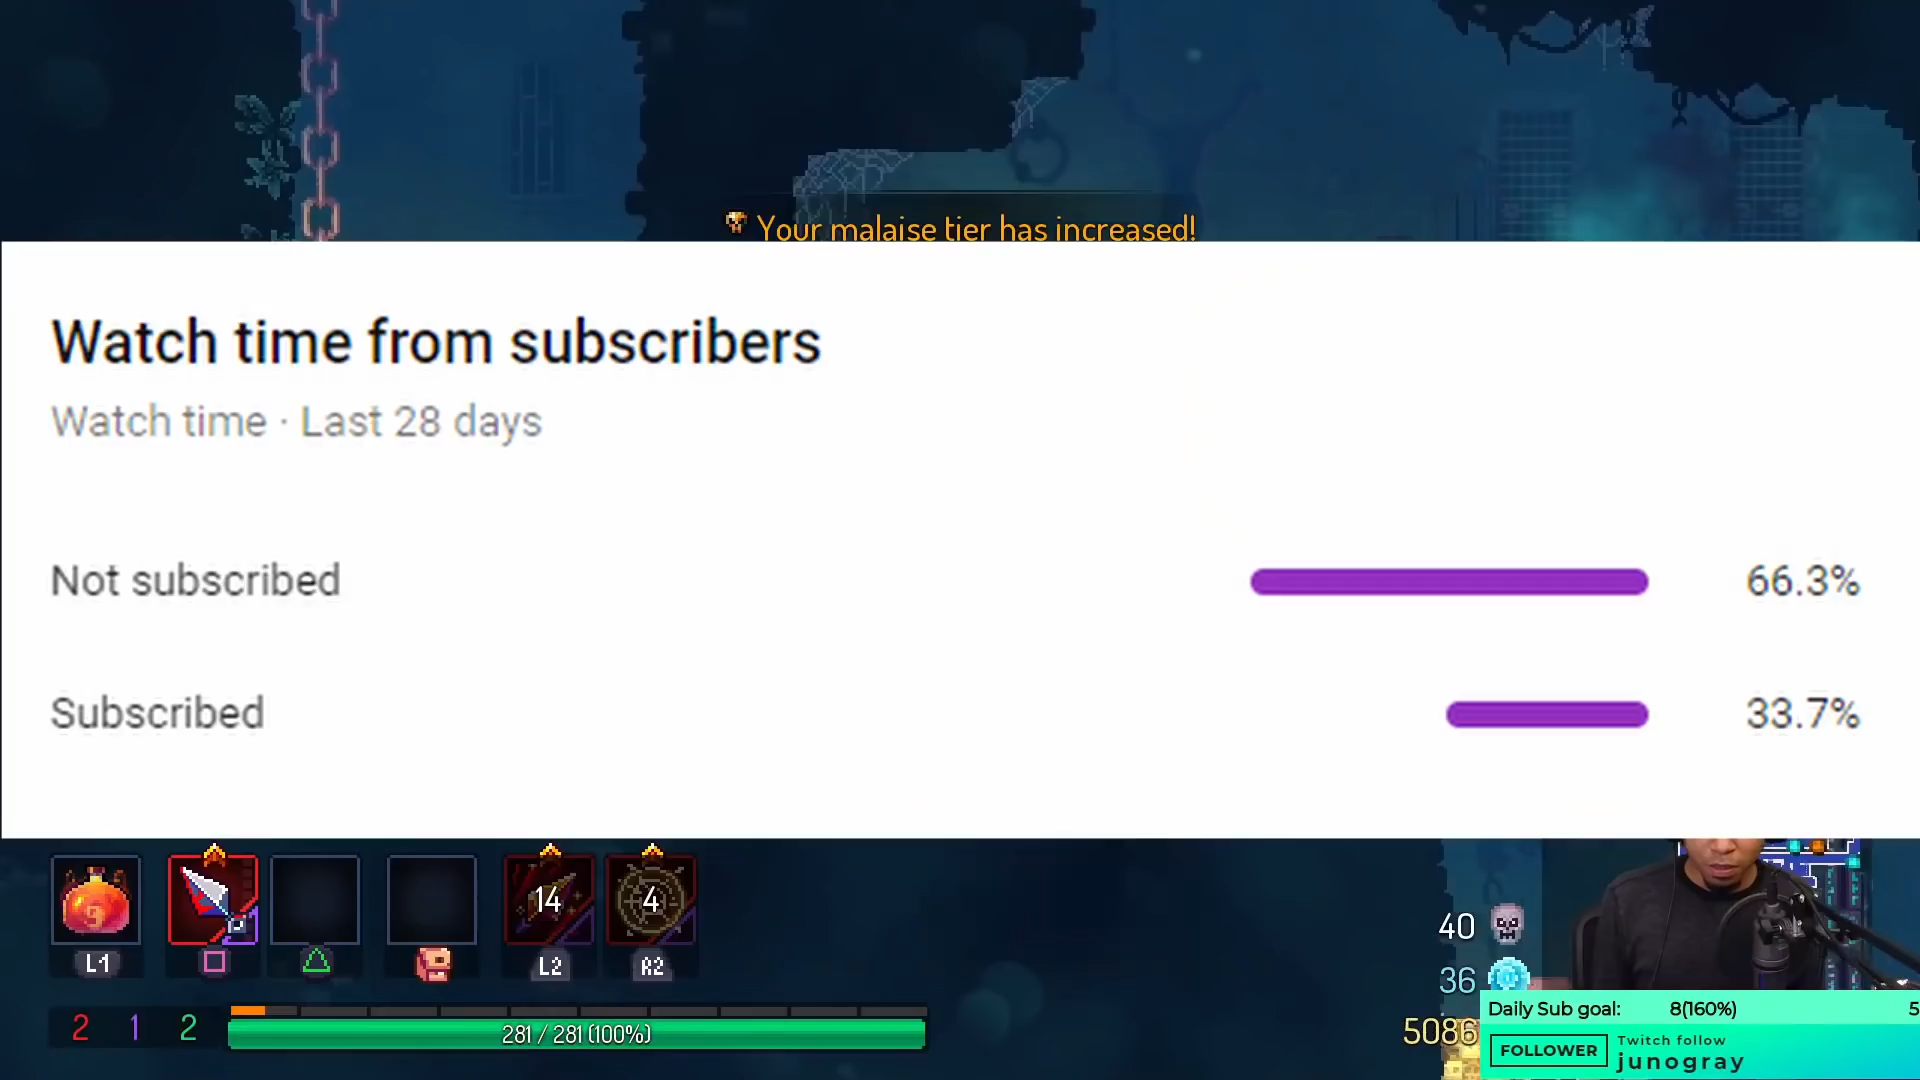 Your malaise tier has increased!
Watch time from subscribers
Watch time · Last 28 days
Not subscribed 66.3%
Subscribed 33.7%
9 14 4
L1 L2 R2
2 1 2
281 / 281 (100%)
40
36
5086
Daily Sub goal: 8(160%) 5
FOLLOWER
Twitch follow
junogray